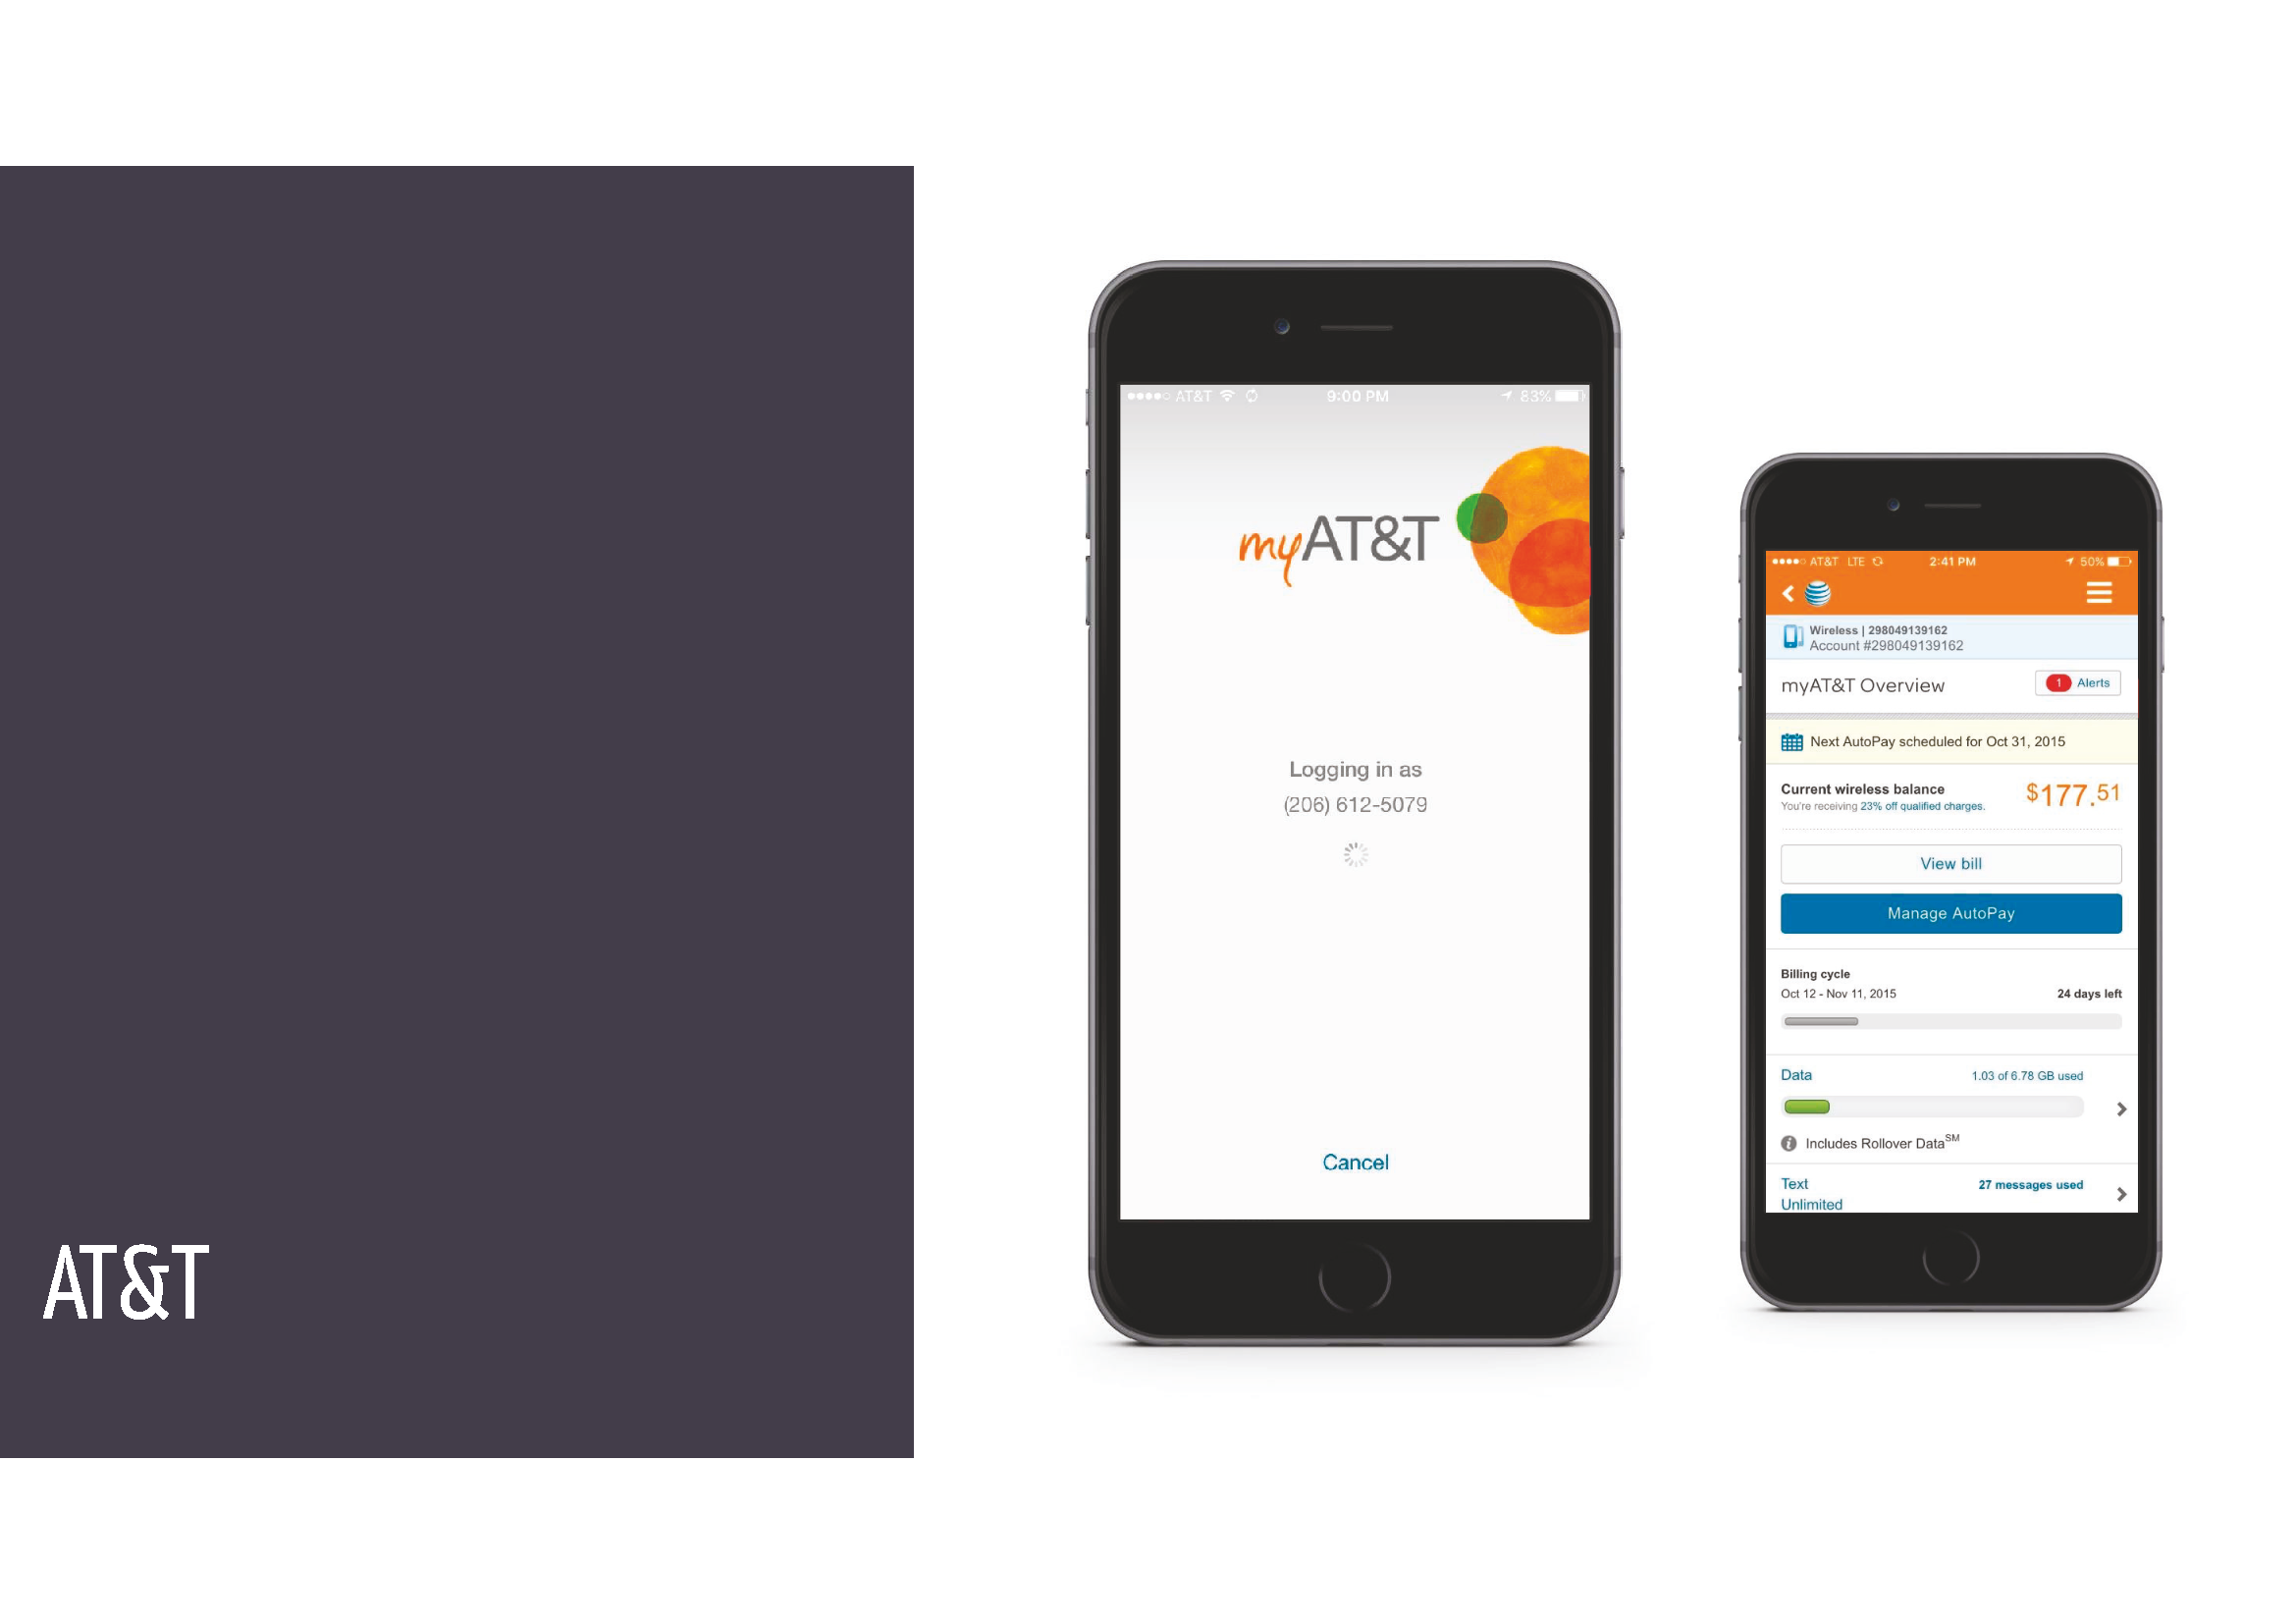 AT&T
AT&T
9:00 PM
83%
myAT&T
Logging in as
(206) 612-5079
Cancel
AT&T LTE
2:41 PM
50%
Wireless | 298049139162
Account #298049139162
myAT&T Overview
1 Alerts
Next AutoPay scheduled for Oct 31, 2015
Current wireless balance
$177.51
You're receiving 23% off qualified charges.
View bill
Manage AutoPay
Billing cycle
Oct 12 - Nov 11, 2015
24 days left
Data
1.03 of 6.78 GB used
Includes Rollover Data℠
Text
27 messages used
Unlimited